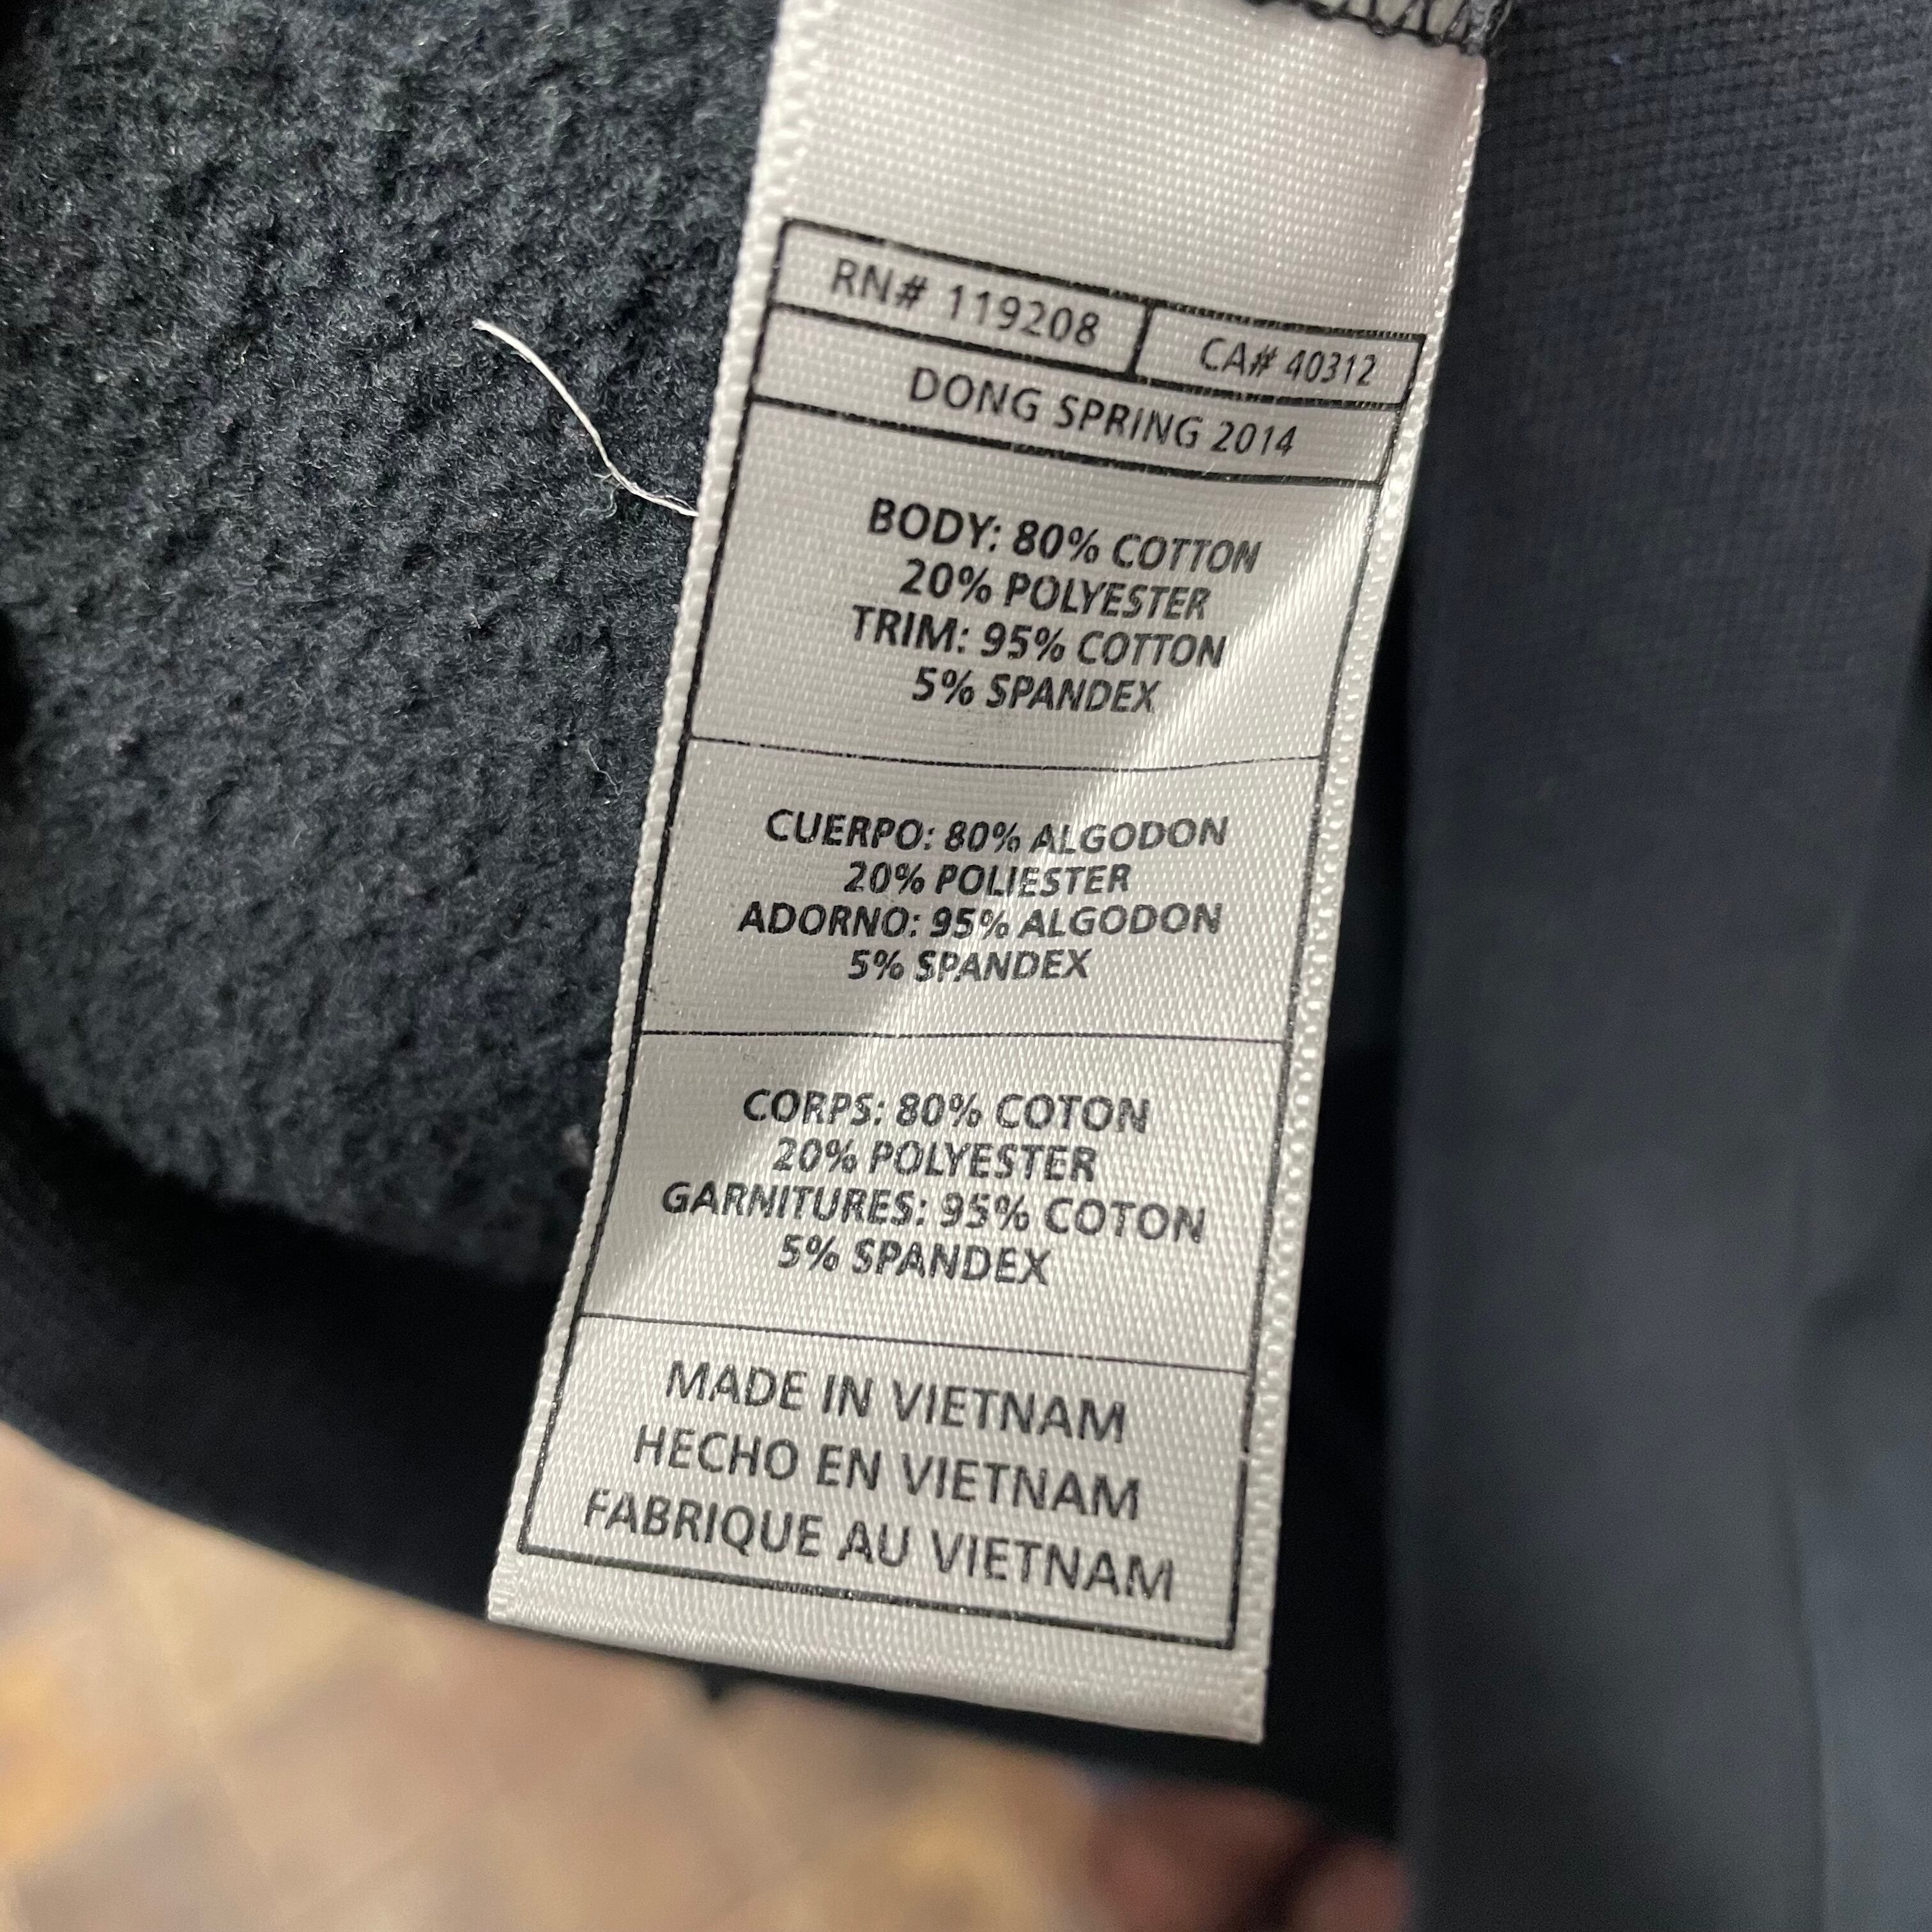 RN# 119208 CA# 40312
DONG SPRING 2014
BODY: 80% COTTON
20% POLYESTER
TRIM: 95% COTTON
5% SPANDEX
CUERPO: 80% ALGODON
20% POLIESTER
ADORNO: 95% ALGODON
5% SPANDEX
CORPS: 80% COTON
20% POLYESTER
GARNITURES: 95% COTON
5% SPANDEX
MADE IN VIETNAM
HECHO EN VIETNAM
FABRIQUE AU VIETNAM